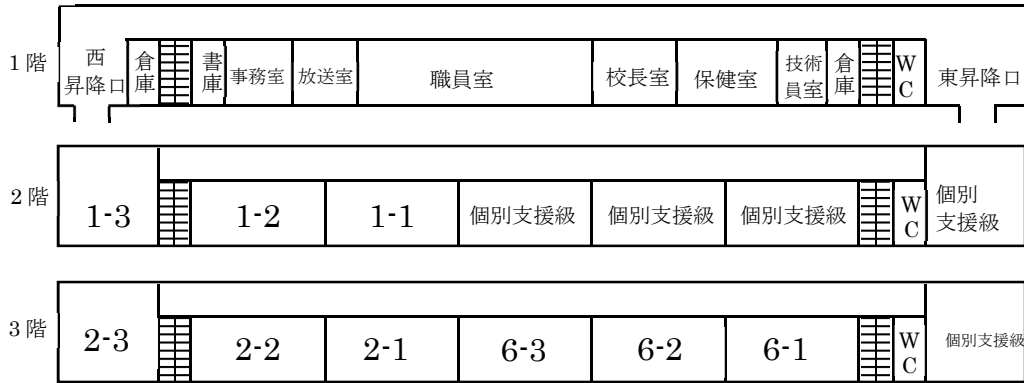 1階
西
昇降口
倉
庫
書
庫
事務室
放送室
職員室
校長室
保健室
技術
員室
倉
庫
W
C
東昇降口
2階
1-3
1-2
1-1
個別支援級
個別支援級
個別支援級
W
C
個別
支援級
3階
2-3
2-2
2-1
6-3
6-2
6-1
W
C
個別支援級